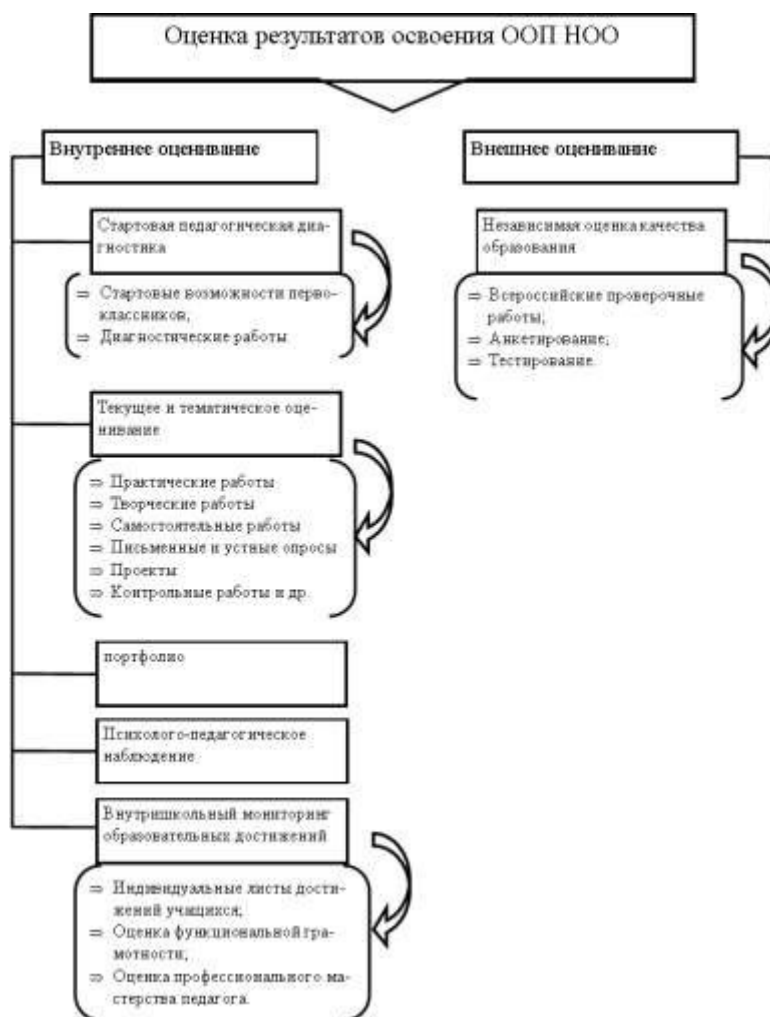 Оценка результатов освоения ООП НОО
Внутреннее оценивание
Стартовая педагогическая диа-
гностика
⇒ Стартовые возможности перво-
классников;
⇒ Диагностические работы
Текущее и тематическое оце-
нивание
⇒ Практические работы
⇒ Творческие работы
⇒ Самостоятельные работы
⇒ Письменные и устные опросы
⇒ Проекты
⇒ Контрольные работы и др.
портфолио
Психолого-педагогическое
наблюдение
Внутришкольный мониторинг
образовательных достижений
⇒ Индивидуальные листы дости-
жений учащихся;
⇒ Оценка функциональной гра-
мотности;
⇒ Оценка профессионального ма-
стерства педагога.
Внешнее оценивание
Независимая оценка качества
образования
⇒ Всероссийские проверочные
работы;
⇒ Анкетирование;
⇒ Тестирование.